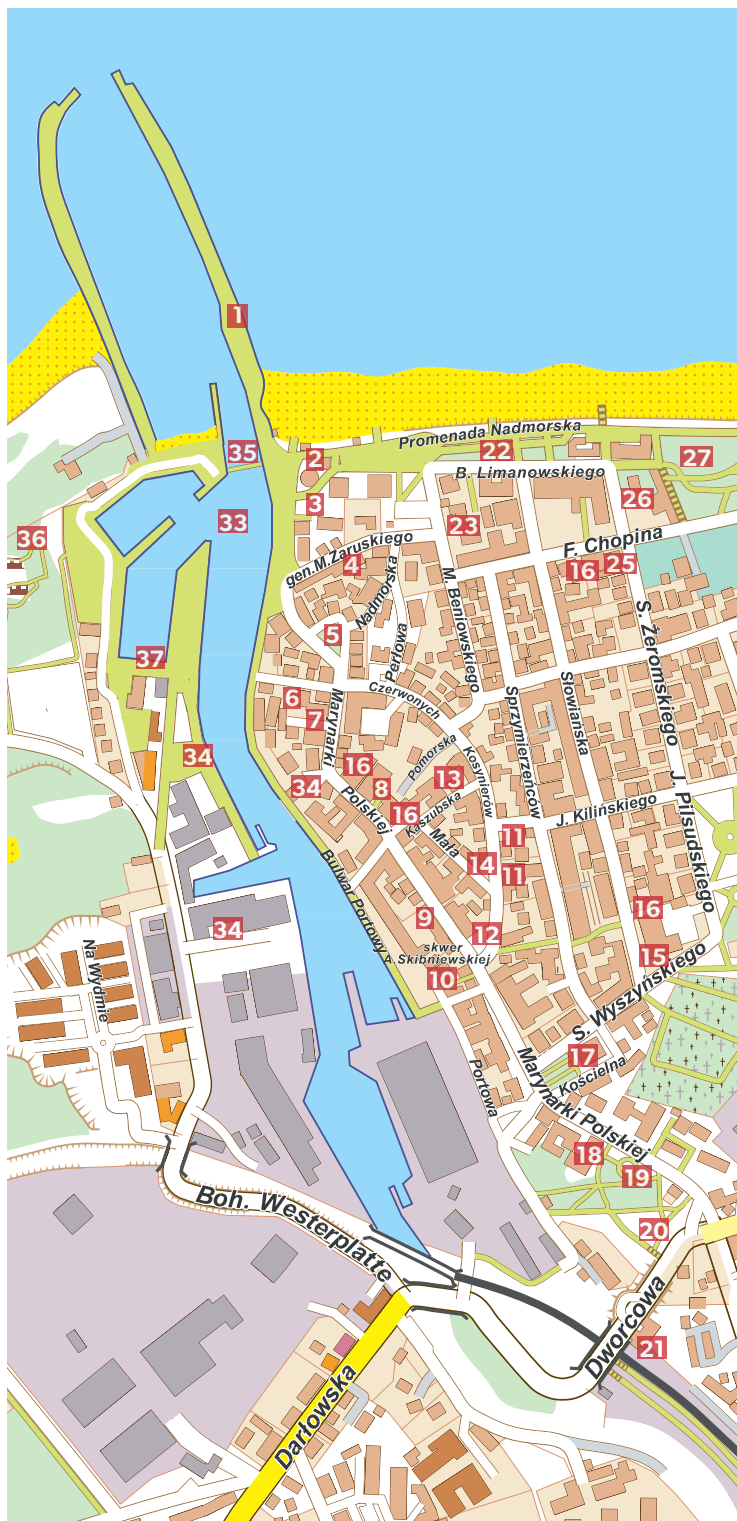 1
Promenada Nadmorska
35
2
22
27
B. Limanowskiego
3
26
33
23
36
gen.M.Zaruskiego
F. Chopina
4
16
25
Nadmorska
M. Beniowskiego
5
S. Żeromskiego
Perłowa
37
Czerwonych
Słowiańska
6
Marynarki
Sprzymierzeńców
7
34
Pomorska
Kosynierów
16
13
34
8
Polskiej
16
Kaszubska
J. Kilińskiego
J. Piłsudskiego
Mała
11
14
11
Bulwar Portowy
9
16
34
12
skwer
A.Skibniewskiej
Na Wydmie
15
10
S. Wyszyńskiego
17
Kościelna
Portowa
Marynarki Polskiej
18
19
Boh. Westerplatte
20
Dworcowa
21
Darłowska